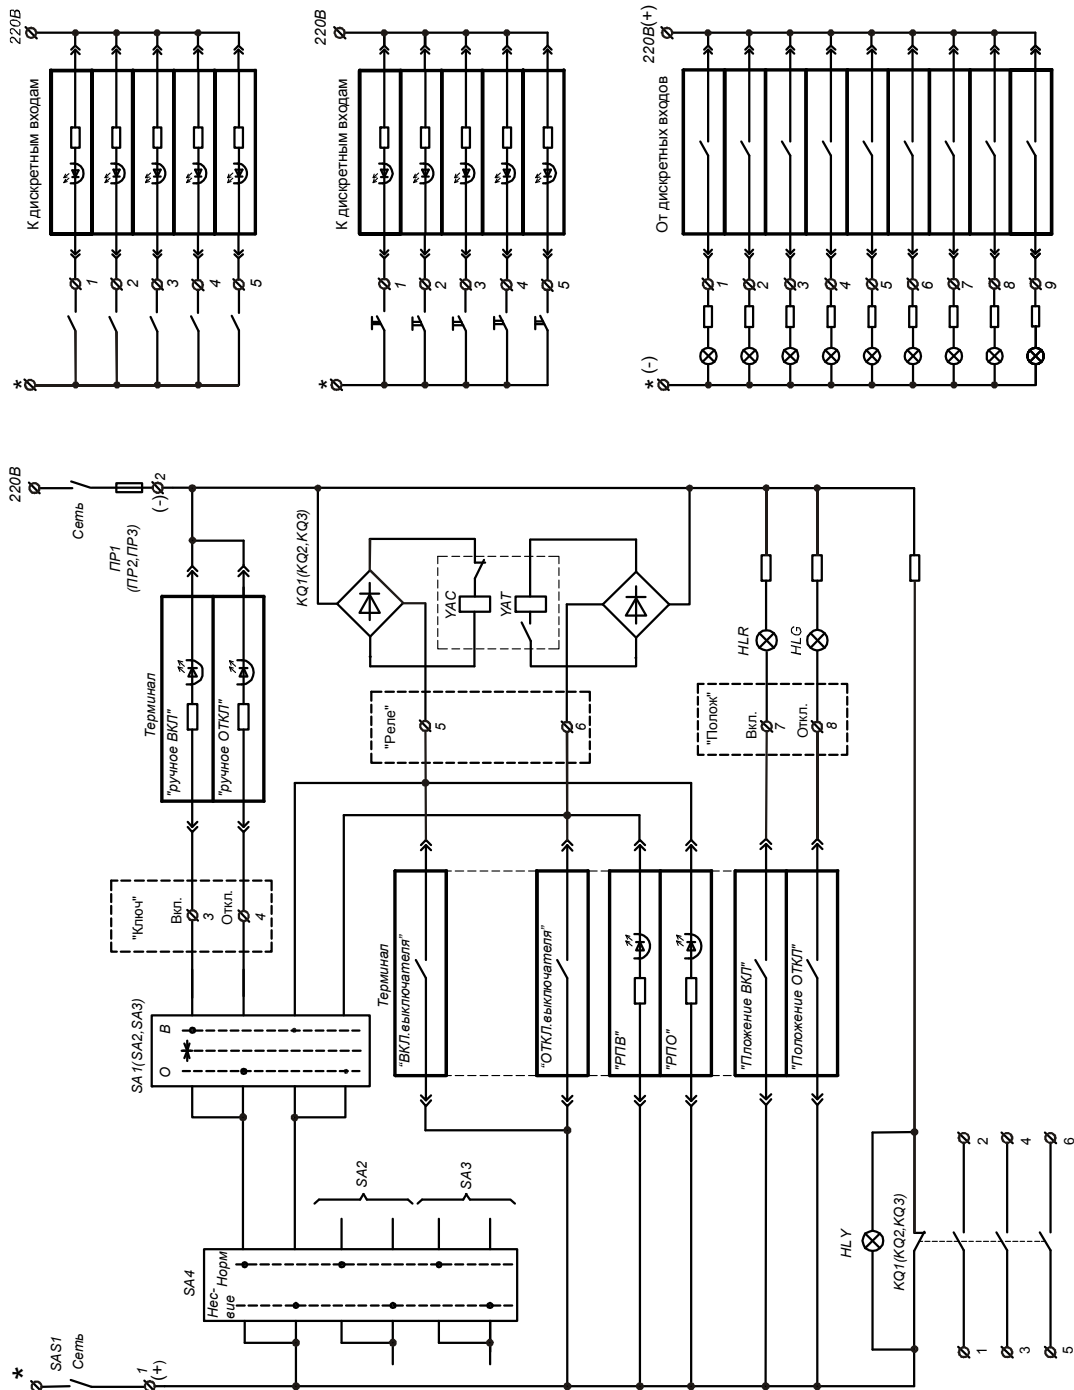 220В
220В
220В(+)
К дискретным входам
К дискретным входам
От дискретных входов
1
2
3
4
5
1
2
3
4
5
1
2
3
4
5
6
7
8
9
*
*
* (-)
220В
Сеть
ПР1
(ПР2,ПР3)
(-)
2
KQ1(KQ2,KQ3)
YAC
YAT
HLR
HLG
Терминал
"ручное ВКЛ"
"ручное ОТКЛ"
"Реле"
5
6
"Полож"
Вкл.
7
Откл.
8
"Ключ"
Вкл.
3
Откл.
4
SA1(SA2,SA3)
О
В
Терминал
"ВКЛ.выключателя"
"ОТКЛ.выключателя"
"РПВ"
"РПО"
"Пложение ВКЛ"
"Положение ОТКЛ"
SA2
SA3
SA4
Нес-
вие
Норм
HLY
KQ1(KQ2,KQ3)
2
4
6
1
3
5
*
SAS1
Сеть
1
(+)